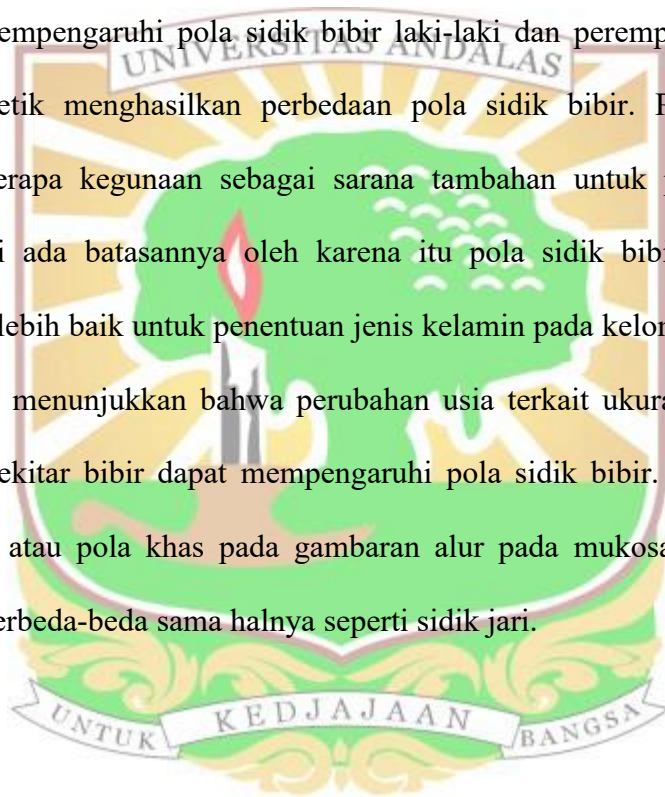 empengaruhi pola sidik bibir laki-laki dan peremp
UNIVERSITAS ANDALAS
etik menghasilkan perbedaan pola sidik bibir.
erapa kegunaan sebagai sarana tambahan untuk
i ada batasannya oleh karena itu pola sidik bibi
lebih baik untuk penentuan jenis kelamin pada kelo
menunjukkan bahwa perubahan usia terkait ukura
ekitar bibir dapat mempengaruhi pola sidik bibir.
atau pola khas pada gambaran alur pada mukosa
erbeda-beda sama halnya seperti sidik jari.
UNTUK KEDJAJAAN BANGSA